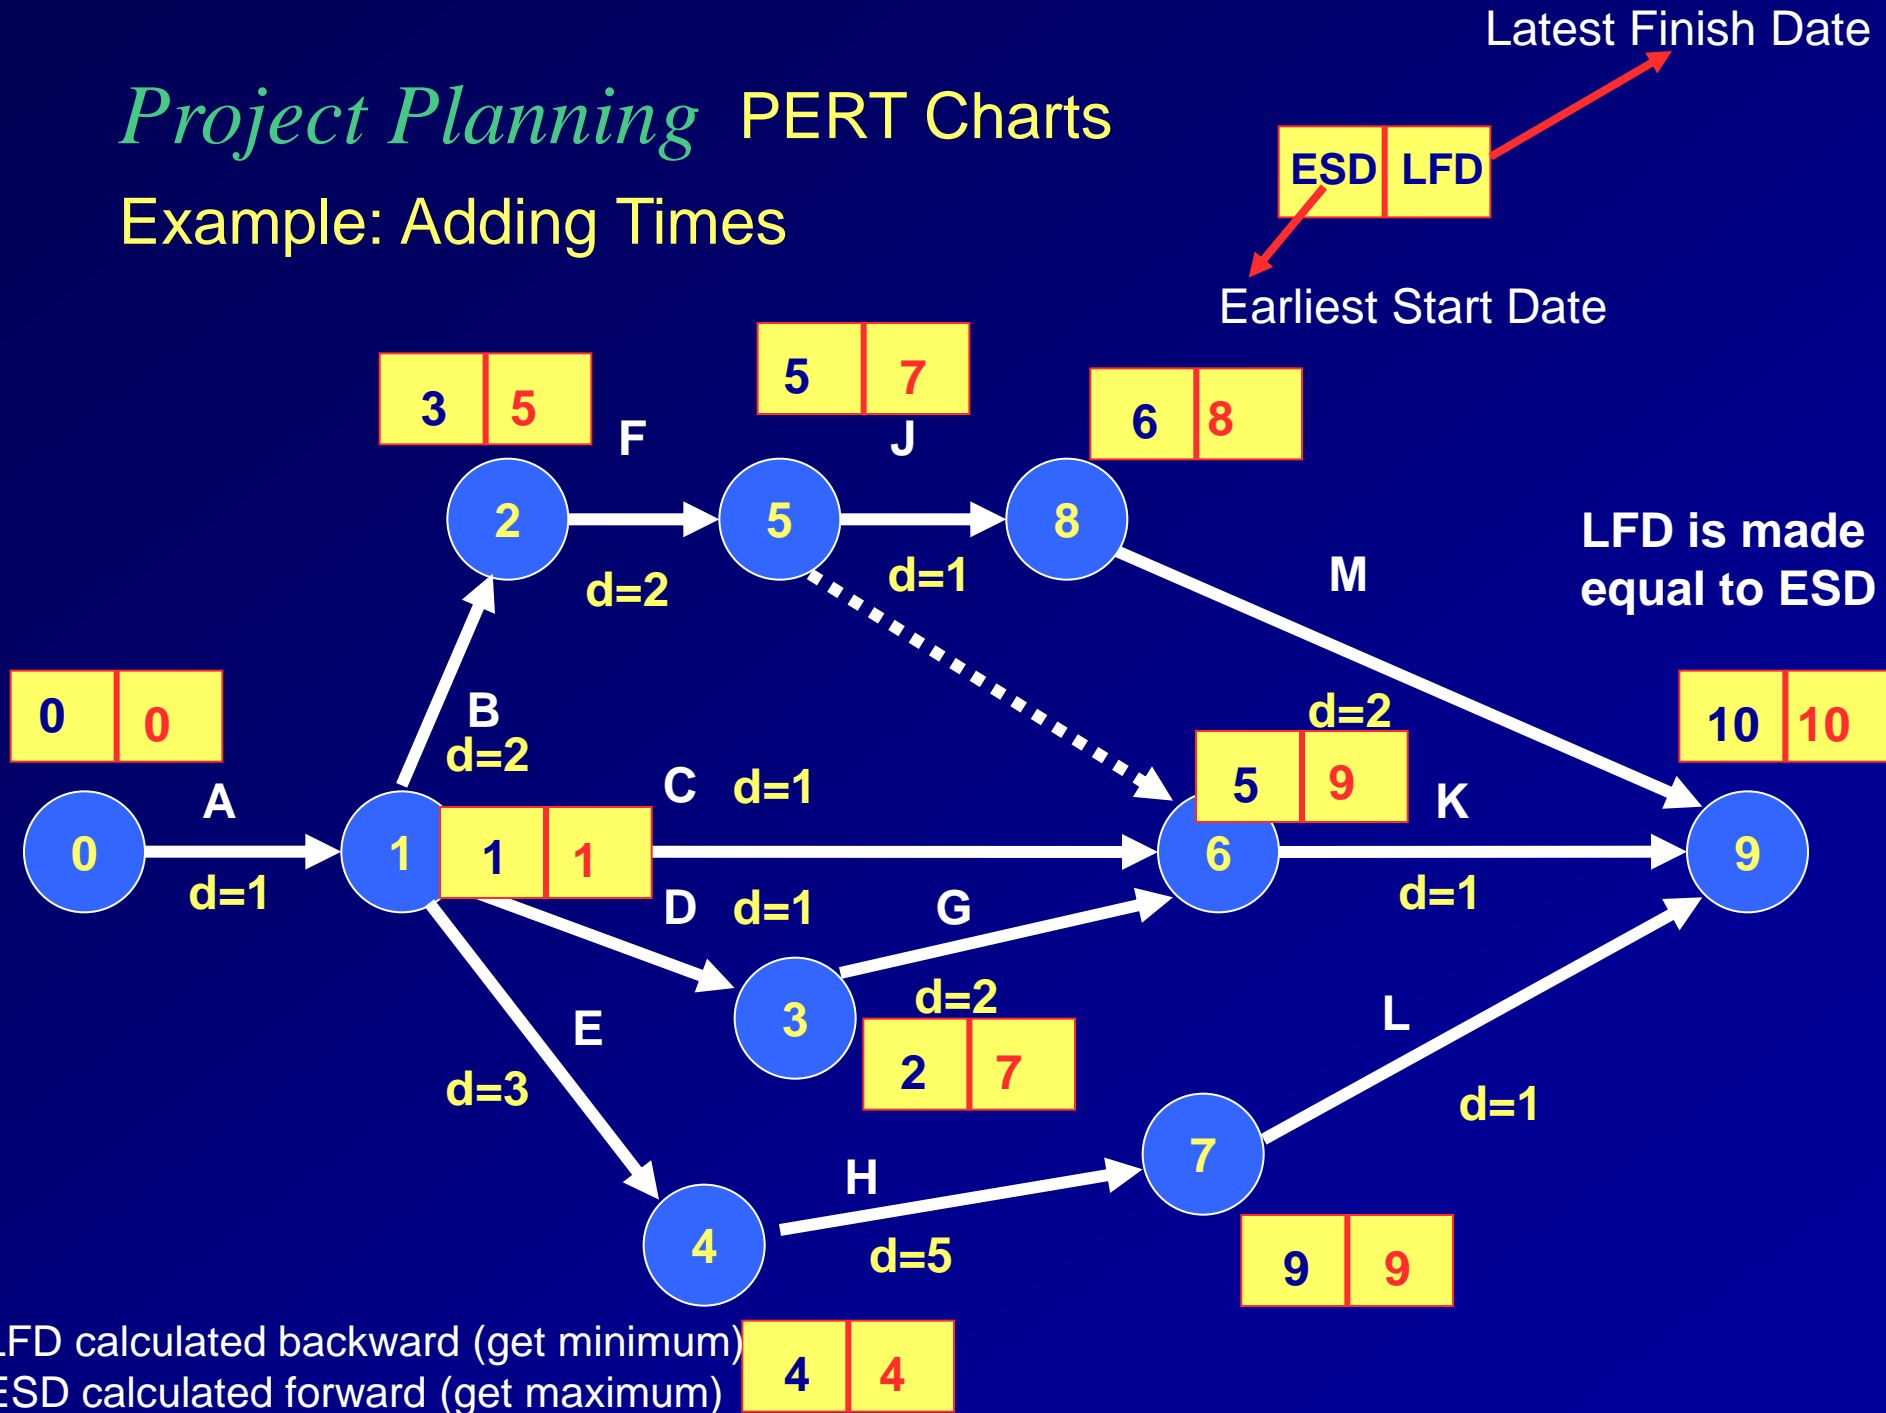 Latest Finish Date
Project Planning PERT Charts
ESD LFD
Example: Adding Times
Earliest Start Date
3 5
5 7
6 8
F
J
2
5
8
LFD is made
equal to ESD
d=2
d=1
M
0 0
B
d=2
d=2
10 10
A
C d=1
5 9
K
0
1
1 1
6
9
d=1
D d=1
G
d=1
3
d=2
E
L
2 7
d=3
d=1
7
H
4
d=5
9 9
LFD calculated backward (get minimum)
ESD calculated forward (get maximum)
4 4